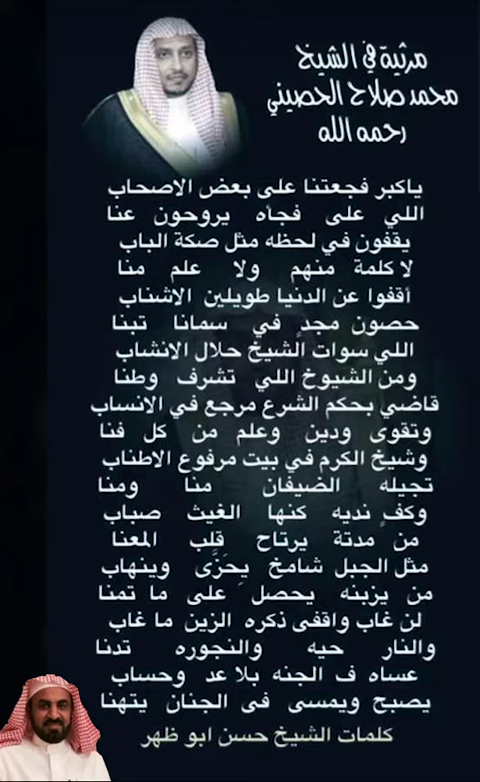 مرثية في الشيخ
محمد صلاح الحصيني
رحمه الله
ياكبر فجعتنا على بعض الاصحاب
اللي على فجأه يروحون عنا
يقفون في لحظه مثل صكة الباب
لا كلمة منهم ولا علم منا
أقفوا عن الدنيا طويلين الاشناب
حصون مجد في سمانا تبنا
اللي سوات الشيخ حلال الانشاب
ومن الشيوخ اللي تشرف وطنا
قاضي بحكم الشرع مرجع في الانساب
وتقوى ودين وعلم من كل فنا
وشيخ الكرم في بيت مرفوع الاطناب
تجيله الضيفان منا ومنا
وكفٍ نديه كنها الغيث صباب
من مدتة يرتاح قلب المعنا
مثل الجبل شامخ يِحَزَّى وينهاب
من يزبنه يحصل على ما تمنا
لن غاب واقفى ذكره الزين ما غاب
والنار حيه والنجوره تدنا
عساه ف الجنه بلا عد وحساب
يصبح ويمسى فى الجنان يتهنا
كلمات الشيخ حسن ابو ظهر